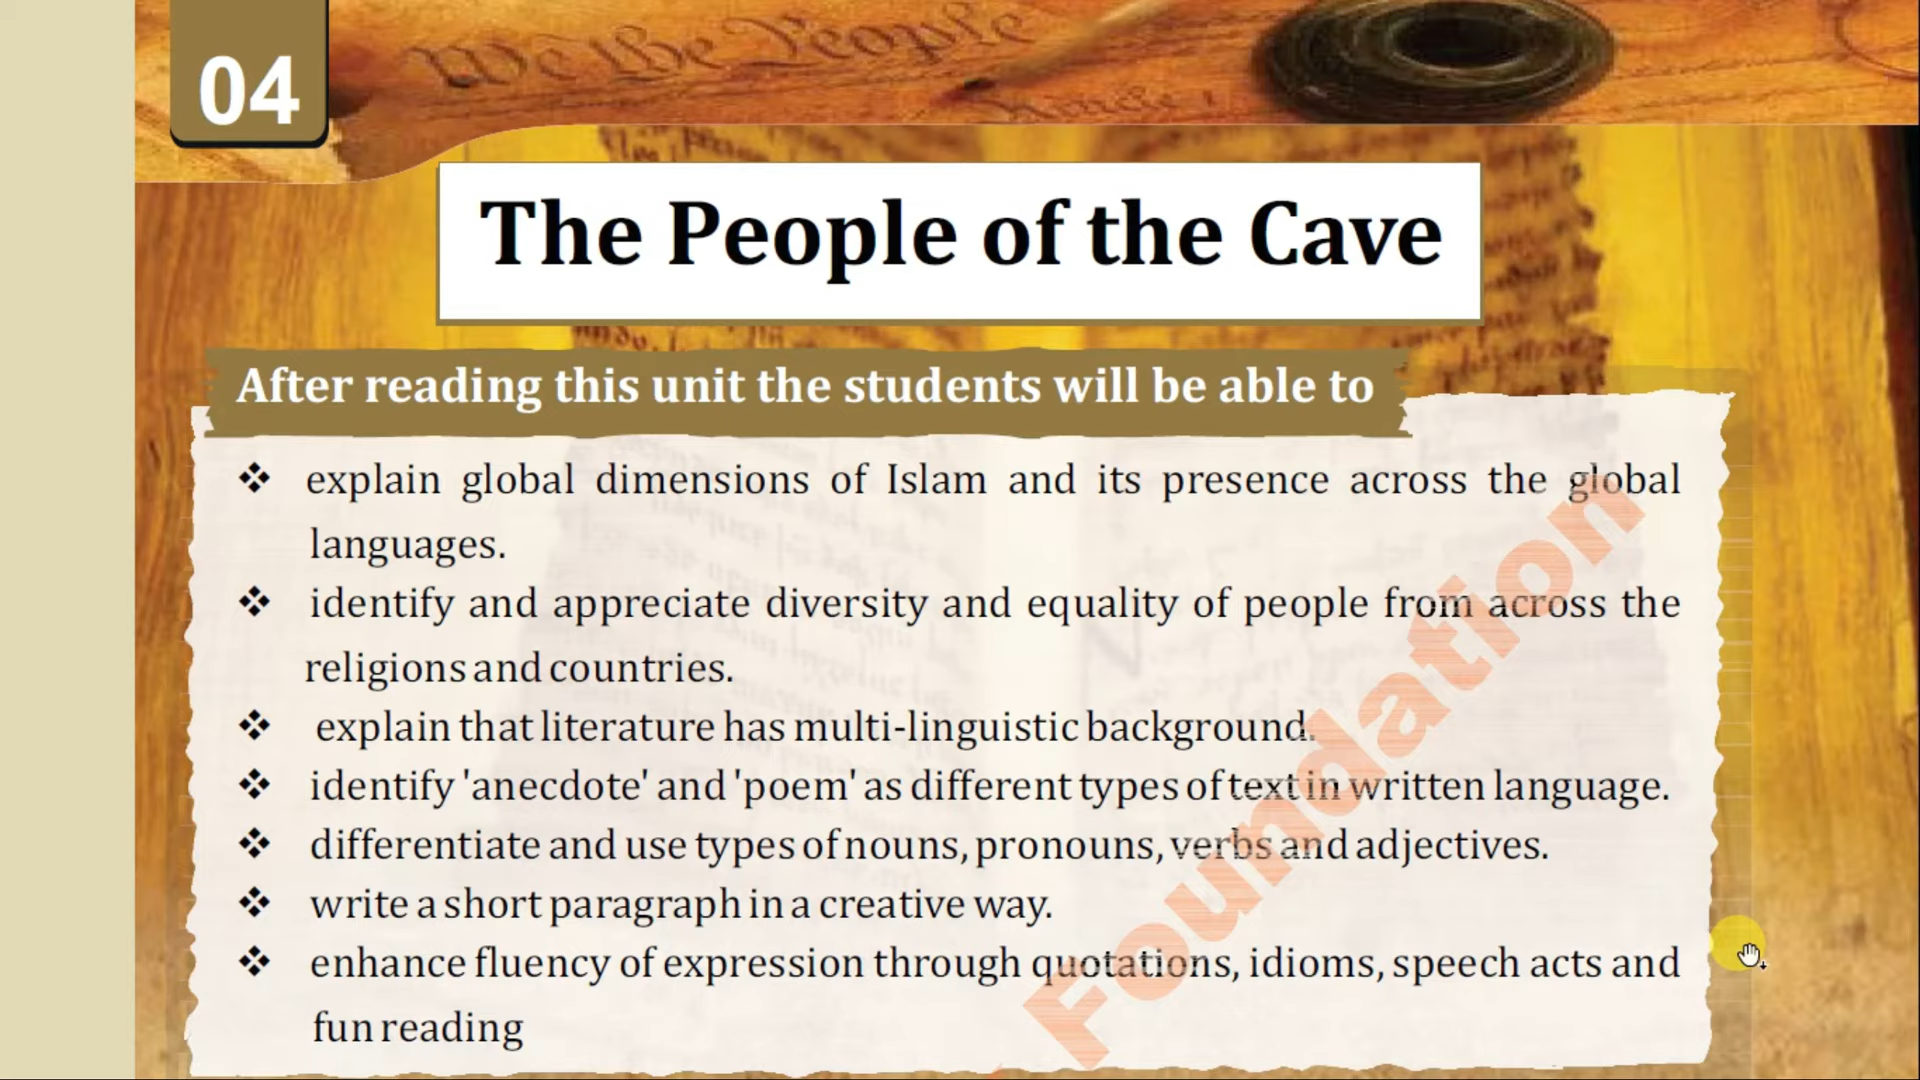 04
We the People
The People of the Cave
After reading this unit the students will be able to
❖ explain global dimensions of Islam and its presence across the global
languages.
❖ identify and appreciate diversity and equality of people from across the
religions and countries.
❖ explain that literature has multi-linguistic background.
❖ identify 'anecdote' and 'poem' as different types of text in written language.
❖ differentiate and use types of nouns, pronouns, verbs and adjectives.
❖ write a short paragraph in a creative way.
❖ enhance fluency of expression through quotations, idioms, speech acts and
fun reading
Foundation